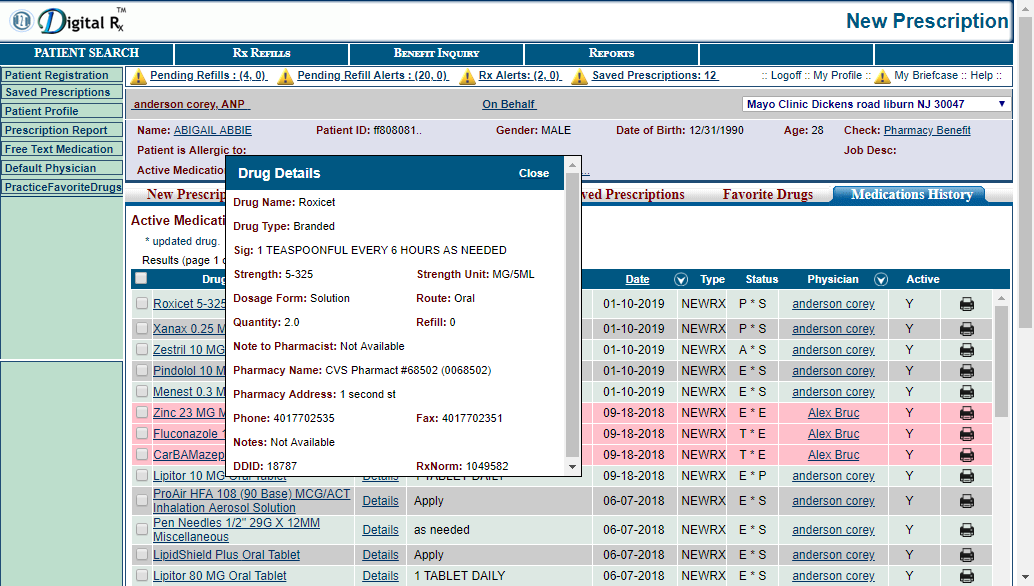 Digital Rx TM
New Prescription
PATIENT SEARCH Rx REFILLS BENEFIT INQUIRY REPORTS
Patient Registration
Saved Prescriptions
Patient Profile
Prescription Report
Free Text Medication
Default Physician
PracticeFavoriteDrugs
Pending Refills : (4, 0) Pending Refill Alerts : (20, 0) Rx Alerts: (2, 0) Saved Prescriptions: 12 :: Logoff :: My Profile :: My Briefcase :: Help ::
anderson corey, ANP On Behalf Mayo Clinic Dickens road liburn NJ 30047
Name: ABIGAIL ABBIE Patient ID: ff808081.. Gender: MALE Date of Birth: 12/31/1990 Age: 28 Check: Pharmacy Benefit
Patient is Allergic to: Job Desc:
Active Medicatio ...
New Prescrip ved Prescriptions Favorite Drugs Medications History
Active Medicati
* updated drug.
Results (page 1
Drug Date Type Status Physician Active
Roxicet 5-325 01-10-2019 NEWRX P * S anderson corey Y
Xanax 0.25 M 01-10-2019 NEWRX P * S anderson corey Y
Zestril 10 MG 01-10-2019 NEWRX A * S anderson corey Y
Pindolol 10 M 01-10-2019 NEWRX E * S anderson corey Y
Menest 0.3 M 01-10-2019 NEWRX E * S anderson corey Y
Zinc 23 MG M 09-18-2018 NEWRX E * E Alex Bruc Y
Fluconazole 1 09-18-2018 NEWRX T * E Alex Bruc Y
CarBAMazep 09-18-2018 NEWRX T * E Alex Bruc Y
Lipitor 10 MG Oral Tablet Details 1 TABLET DAILY 09-18-2018 NEWRX E * P anderson corey Y
ProAir HFA 108 (90 Base) MCG/ACT
Inhalation Aerosol Solution Details Apply 06-07-2018 NEWRX E * S anderson corey Y
Pen Needles 1/2" 29G X 12MM
Miscellaneous Details as needed 06-07-2018 NEWRX E * S anderson corey Y
LipidShield Plus Oral Tablet Details Apply 06-07-2018 NEWRX E * S anderson corey Y
Lipitor 80 MG Oral Tablet Details 1 TABLET DAILY 06-07-2018 NEWRX E * S anderson corey Y
Drug Details Close
Drug Name: Roxicet
Drug Type: Branded
Sig: 1 TEASPOONFUL EVERY 6 HOURS AS NEEDED
Strength: 5-325 Strength Unit: MG/5ML
Dosage Form: Solution Route: Oral
Quantity: 2.0 Refill: 0
Note to Pharmacist: Not Available
Pharmacy Name: CVS Pharmact #68502 (0068502)
Pharmacy Address: 1 second st
Phone: 4017702535 Fax: 4017702351
Notes: Not Available
DDID: 18787 RxNorm: 1049582